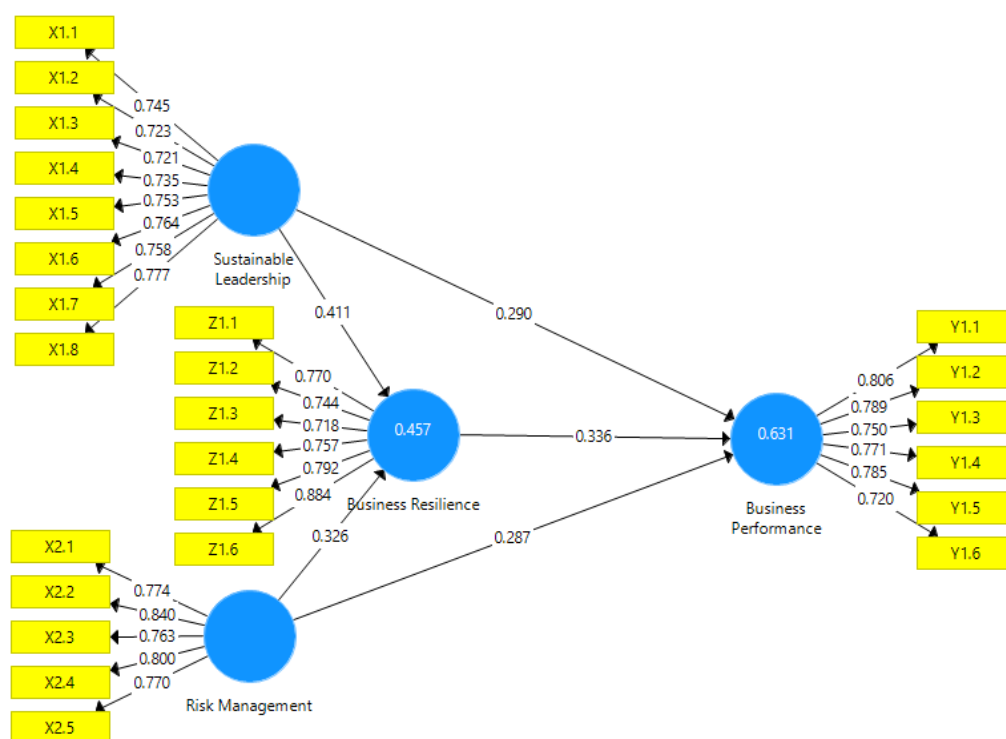 X1.1
X1.2
X1.3
X1.4
X1.5
X1.6
X1.7
X1.8
0.745
0.723
0.721
0.735
0.753
0.764
0.758
0.777
Sustainable
Leadership
0.411
0.290
Z1.1
Z1.2
Z1.3
Z1.4
Z1.5
Z1.6
0.770
0.744
0.718
0.757
0.792
0.884
0.457
Business Resilience
0.336
0.326
0.287
X2.1
X2.2
X2.3
X2.4
X2.5
0.774
0.840
0.763
0.800
0.770
Risk Management
0.631
Business
Performance
0.806
0.789
0.750
0.771
0.785
0.720
Y1.1
Y1.2
Y1.3
Y1.4
Y1.5
Y1.6